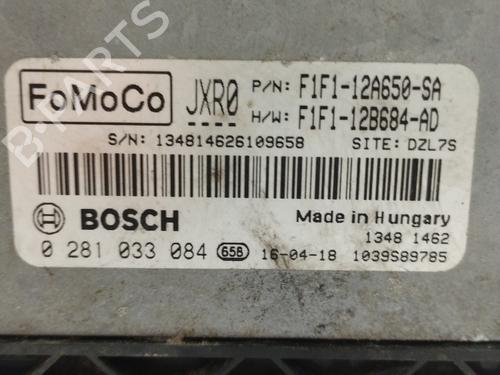 FoMoCo JXR0 P/N: F1F1-12A650-SA
H/W: F1F1-12B684-AD
S/N: 134814626109658 SITE: DZL7S
BOSCH Made in Hungary
1348 1462
0 281 033 084 658 16-04-18 1039S89785
B-PARTS